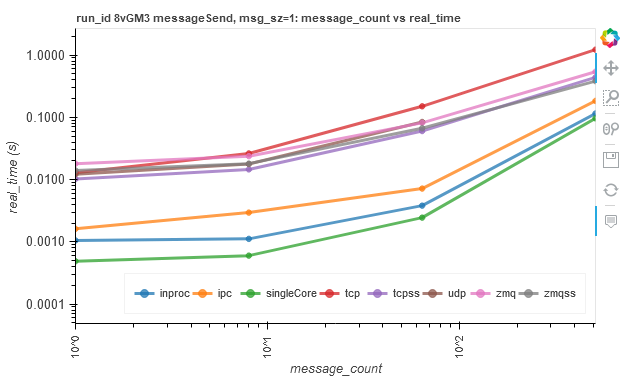 run_id 8vGM3 messageSend, msg_sz=1: message_count vs real_time
1.0000
0.1000
0.0100
0.0010
0.0001
real_time (s)
inproc ipc singleCore tcp tcpss udp zmq zmqss
10^0 10^1 10^2
message_count